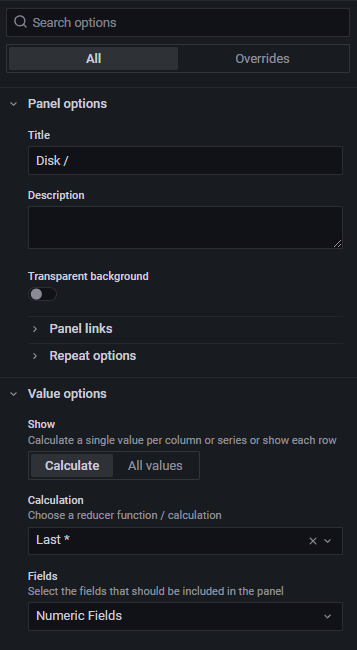 Search options
All
Overrides
Panel options
Title
Disk /
Description
Transparent background
Panel links
Repeat options
Value options
Show
Calculate a single value per column or series or show each row
Calculate
All values
Calculation
Choose a reducer function / calculation
Last *
Fields
Select the fields that should be included in the panel
Numeric Fields